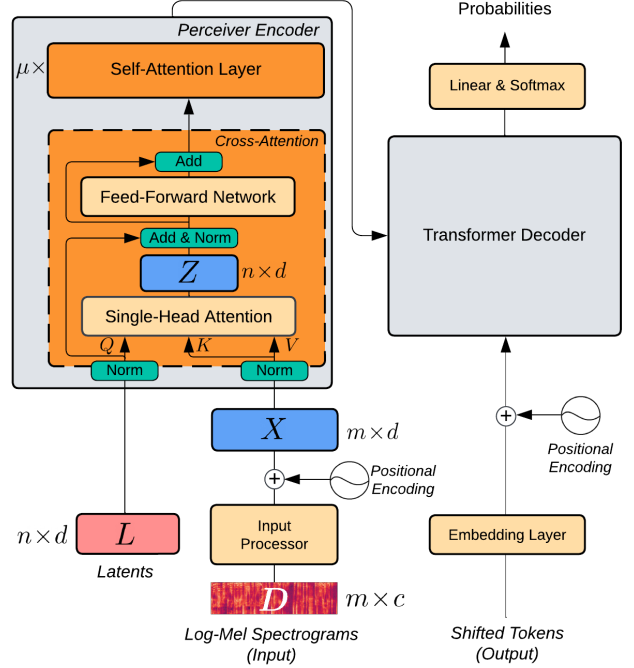 Perceiver Encoder
μ×
Self-Attention Layer
Cross-Attention
Add
Feed-Forward Network
Add & Norm
Z
n × d
Single-Head Attention
Q
K
V
Norm
Norm
X
m × d
+
Positional
Encoding
n × d
L
Latents
Input
Processor
D
m × c
Log-Mel Spectrograms
(Input)
Probabilities
Linear & Softmax
Transformer Decoder
+
Positional
Encoding
Embedding Layer
Shifted Tokens
(Output)